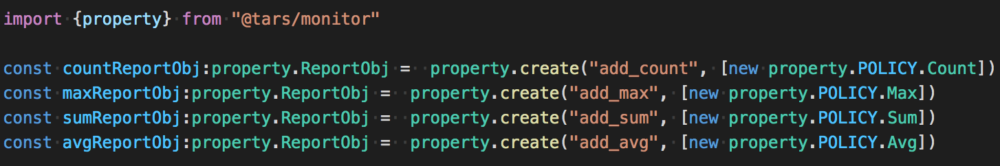 import {property} from "@tars/monitor"
const countReportObj:property.ReportObj =  property.create("add_count", [new property.POLICY.Count])
const maxReportObj:property.ReportObj =  property.create("add_max", [new property.POLICY.Max])
const sumReportObj:property.ReportObj =  property.create("add_sum", [new property.POLICY.Sum])
const avgReportObj:property.ReportObj =  property.create("add_avg", [new property.POLICY.Avg])